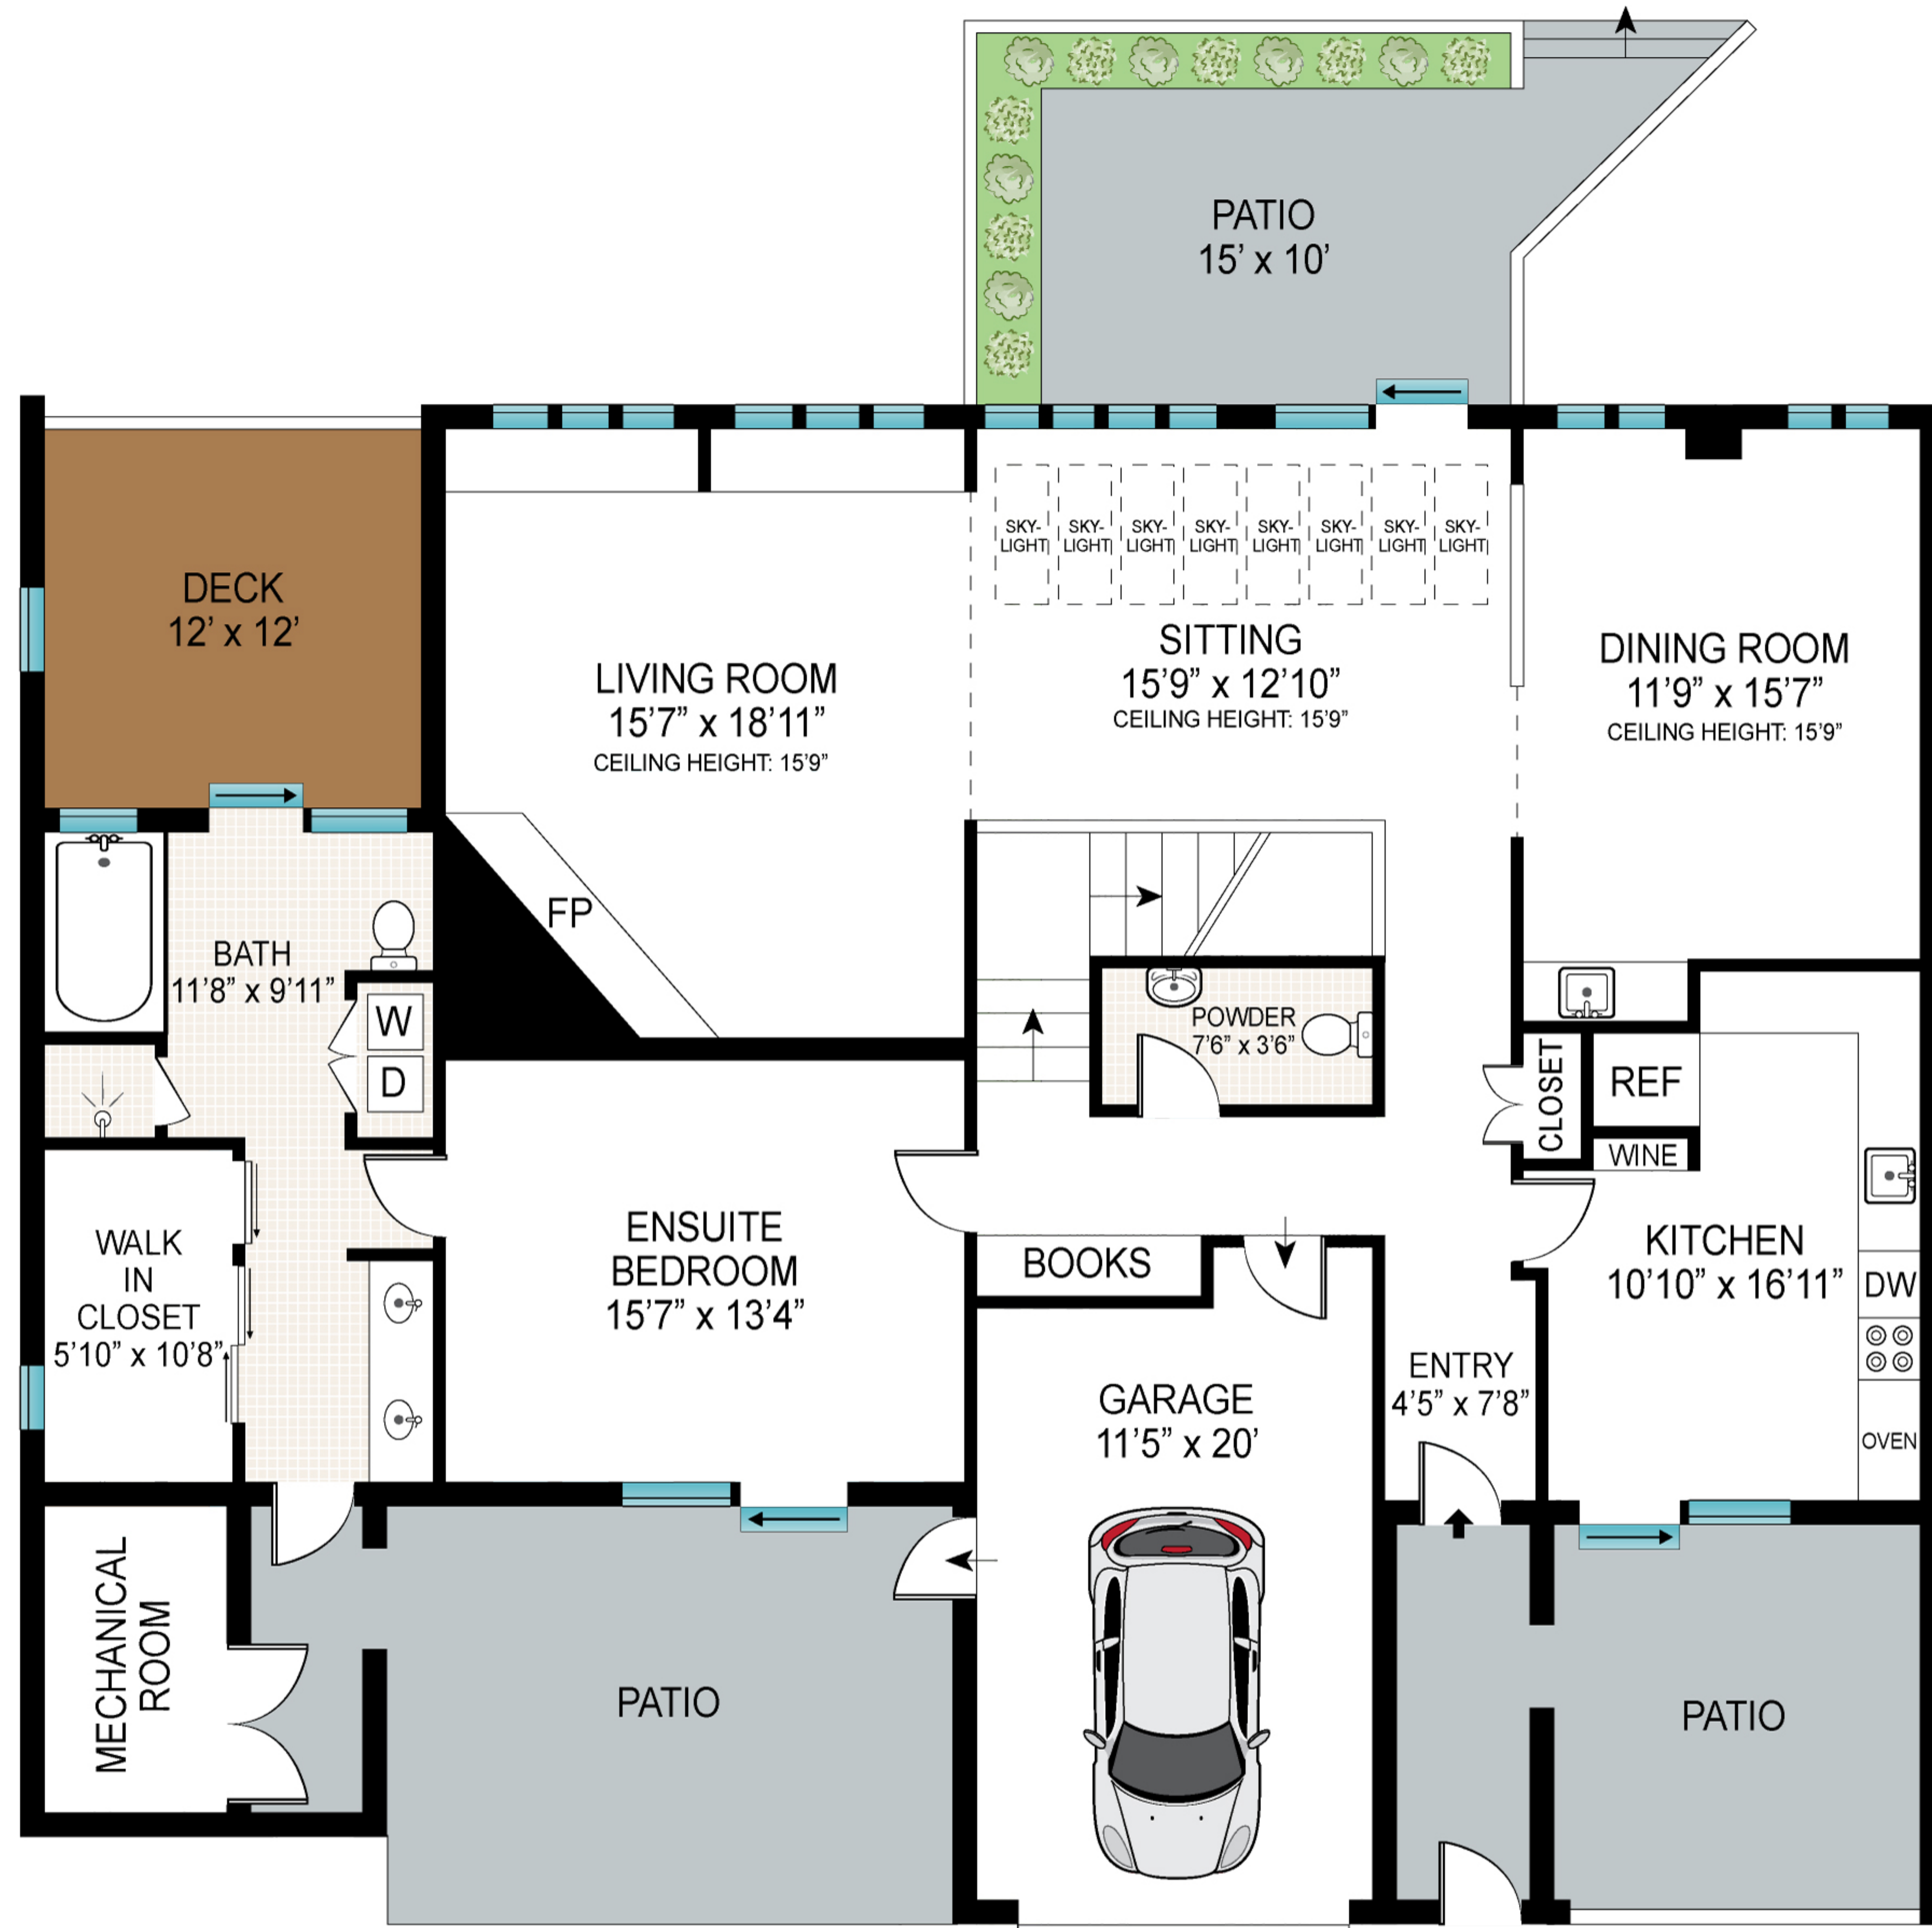 PATIO
15’ x 10’
SKY-
LIGHT
SKY-
LIGHT
SKY-
LIGHT
SKY-
LIGHT
SKY-
LIGHT
SKY-
LIGHT
SKY-
LIGHT
SKY-
LIGHT
DECK
12’ x 12’
LIVING ROOM
15’7” x 18’11”
CEILING HEIGHT: 15’9”
SITTING
15’9” x 12’10”
CEILING HEIGHT: 15’9”
DINING ROOM
11’9” x 15’7”
CEILING HEIGHT: 15’9”
FP
BATH
11’8” x 9’11”
W
D
POWDER
7’6” x 3’6”
CLOSET
REF
WINE
WALK
IN
CLOSET
5’10” x 10’8”
ENSUITE
BEDROOM
15’7” x 13’4”
BOOKS
KITCHEN
10’10” x 16’11”
DW
OVEN
GARAGE
11’5” x 20’
ENTRY
4’5” x 7’8”
MECHANICAL
ROOM
PATIO
PATIO